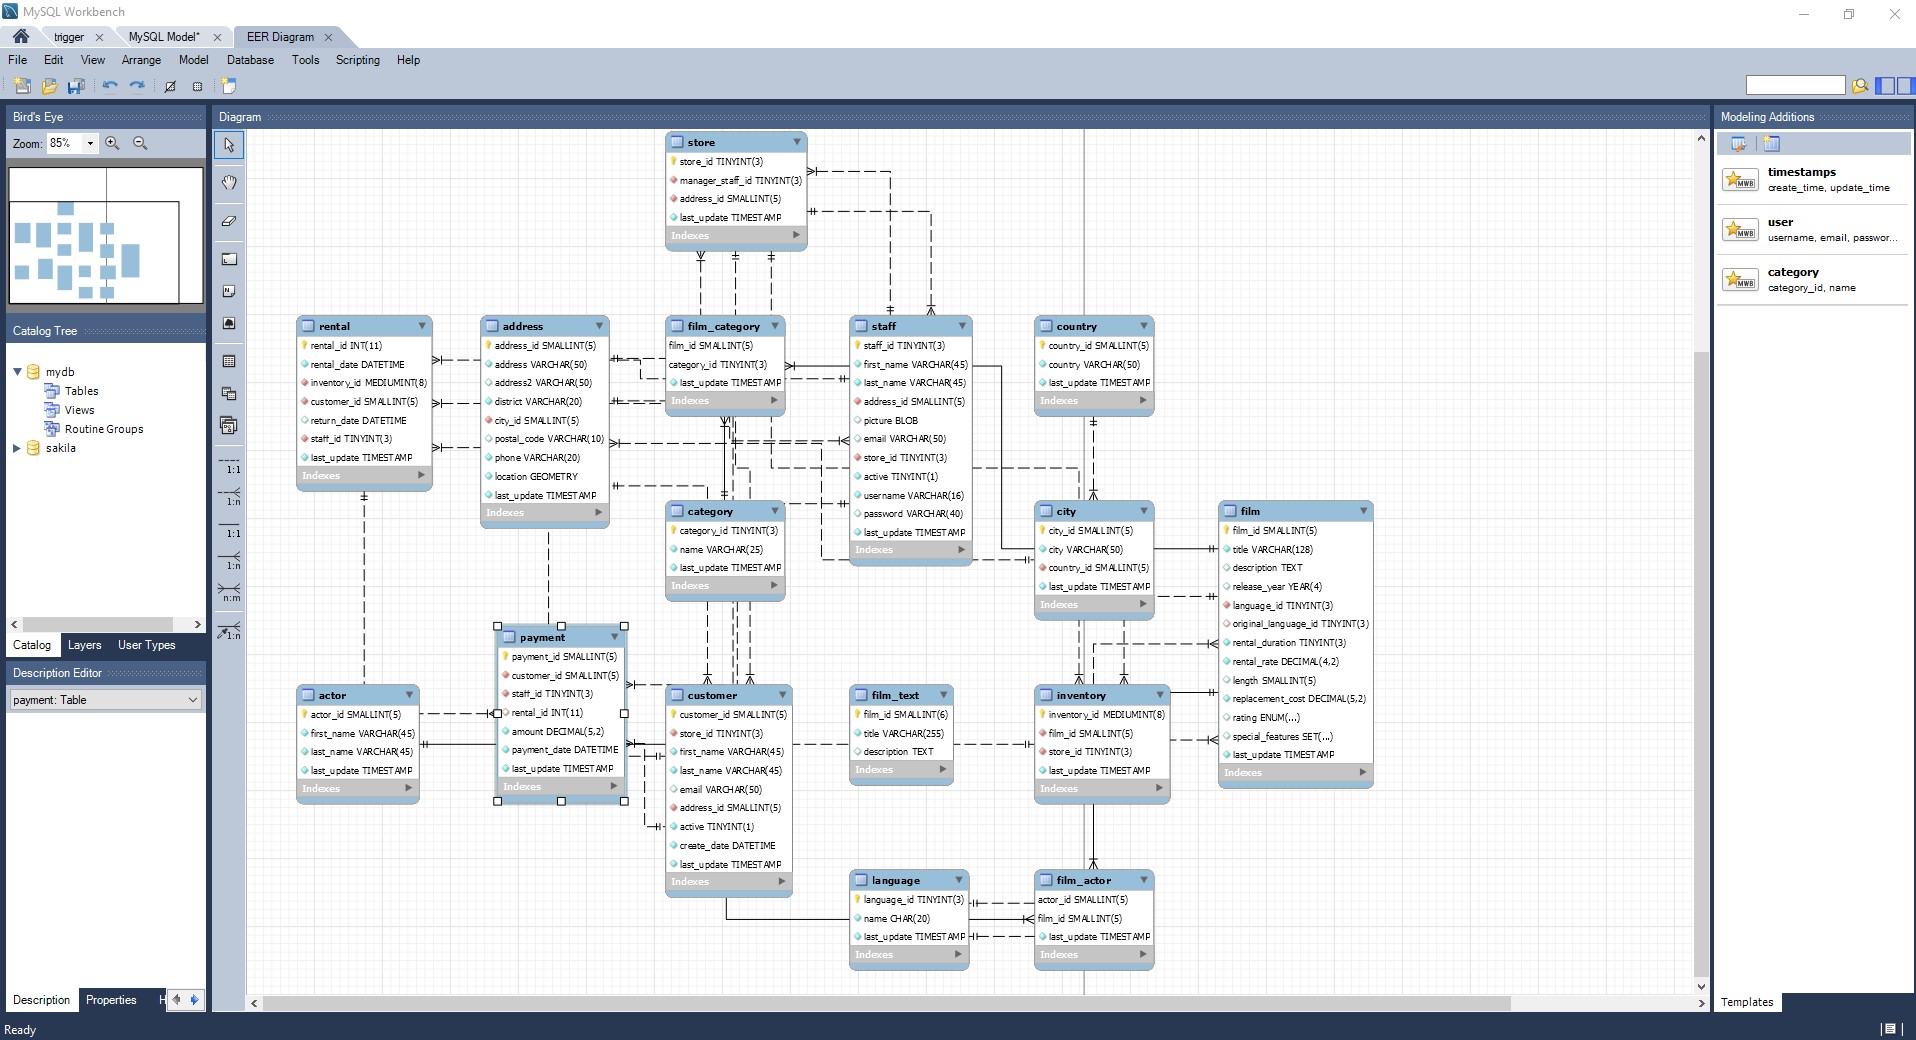 MySQL Workbench
trigger
MySQL Model*
EER Diagram
File Edit View Arrange Model Database Tools Scripting Help
Bird's Eye
Zoom: 85%
Catalog Tree
mydb
Tables
Views
Routine Groups
sakila
Catalog Layers User Types
Description Editor
payment: Table
Description Properties H
Ready
Diagram
1:1
1:n
1:1
1:n
n:m
1:n
store
store_id TINYINT(3)
manager_staff_id TINYINT(3)
address_id SMALLINT(5)
last_update TIMESTAMP
Indexes
rental
rental_id INT(11)
rental_date DATETIME
inventory_id MEDIUMINT(8)
customer_id SMALLINT(5)
return_date DATETIME
staff_id TINYINT(3)
last_update TIMESTAMP
Indexes
address
address_id SMALLINT(5)
address VARCHAR(50)
address2 VARCHAR(50)
district VARCHAR(20)
city_id SMALLINT(5)
postal_code VARCHAR(10)
phone VARCHAR(20)
location GEOMETRY
last_update TIMESTAMP
Indexes
film_category
film_id SMALLINT(5)
category_id TINYINT(3)
last_update TIMESTAMP
Indexes
staff
staff_id TINYINT(3)
first_name VARCHAR(45)
last_name VARCHAR(45)
address_id SMALLINT(5)
picture BLOB
email VARCHAR(50)
store_id TINYINT(3)
active TINYINT(1)
username VARCHAR(16)
password VARCHAR(40)
last_update TIMESTAMP
Indexes
country
country_id SMALLINT(5)
country VARCHAR(50)
last_update TIMESTAMP
Indexes
category
category_id TINYINT(3)
name VARCHAR(25)
last_update TIMESTAMP
Indexes
city
city_id SMALLINT(5)
city VARCHAR(50)
country_id SMALLINT(5)
last_update TIMESTAMP
Indexes
film
film_id SMALLINT(5)
title VARCHAR(128)
description TEXT
release_year YEAR(4)
language_id TINYINT(3)
original_language_id TINYINT(3)
rental_duration TINYINT(3)
rental_rate DECIMAL(4,2)
length SMALLINT(5)
replacement_cost DECIMAL(5,2)
rating ENUM(...)
special_features SET(...)
last_update TIMESTAMP
Indexes
payment
payment_id SMALLINT(5)
customer_id SMALLINT(5)
staff_id TINYINT(3)
rental_id INT(11)
amount DECIMAL(5,2)
payment_date DATETIME
last_update TIMESTAMP
Indexes
actor
actor_id SMALLINT(5)
first_name VARCHAR(45)
last_name VARCHAR(45)
last_update TIMESTAMP
Indexes
customer
customer_id SMALLINT(5)
store_id TINYINT(3)
first_name VARCHAR(45)
last_name VARCHAR(45)
email VARCHAR(50)
address_id SMALLINT(5)
active TINYINT(1)
create_date DATETIME
last_update TIMESTAMP
Indexes
film_text
film_id SMALLINT(6)
title VARCHAR(255)
description TEXT
Indexes
inventory
inventory_id MEDIUMINT(8)
film_id SMALLINT(5)
store_id TINYINT(3)
last_update TIMESTAMP
Indexes
language
language_id TINYINT(3)
name CHAR(20)
last_update TIMESTAMP
Indexes
film_actor
actor_id SMALLINT(5)
film_id SMALLINT(5)
last_update TIMESTAMP
Indexes
Modeling Additions
MWB
timestamps
create_time, update_time
MWB
user
username, email, passwor...
MWB
category
category_id, name
Templates